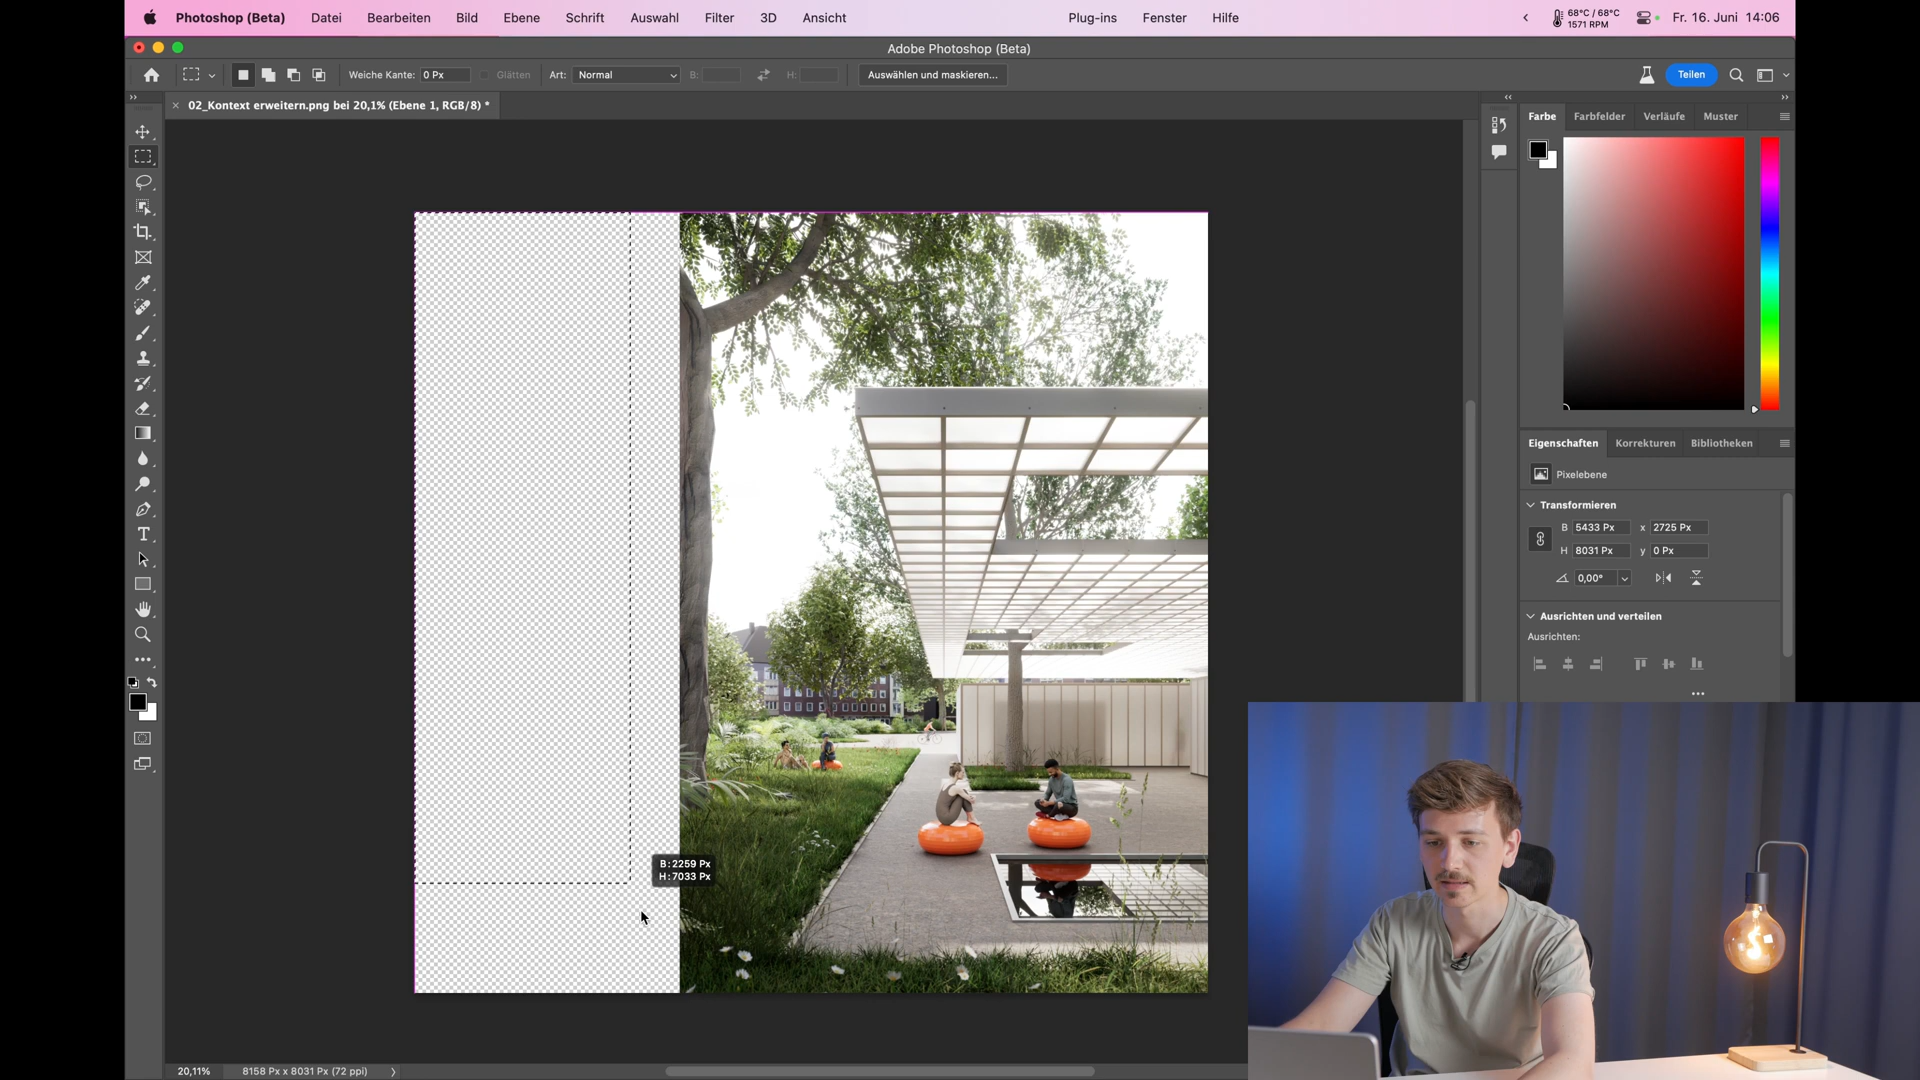 Photoshop (Beta) Datei Bearbeiten Bild Ebene Schrift Auswahl Filter 3D Ansicht Plug-ins Fenster Hilfe 68°C / 68°C Fr. 16. Juni 14:06
1571 RPM
Adobe Photoshop (Beta)
Weiche Kante: 0 Px Glätten Art: Normal B: H: Auswählen und maskieren... Teilen
02_Kontext erweitern.png bei 20,1% (Ebene 1, RGB/8) *
Farbe Farbfelder Verläufe Muster
Eigenschaften Korrekturen Bibliotheken
Pixelebene
Transformieren
B 5433 Px x 2725 Px
H 8031 Px y 0 Px
0,00°
Ausrichten und verteilen
Ausrichten:
B: 2259 Px
H: 7033 Px
20,11% 8158 Px x 8031 Px (72 ppi)